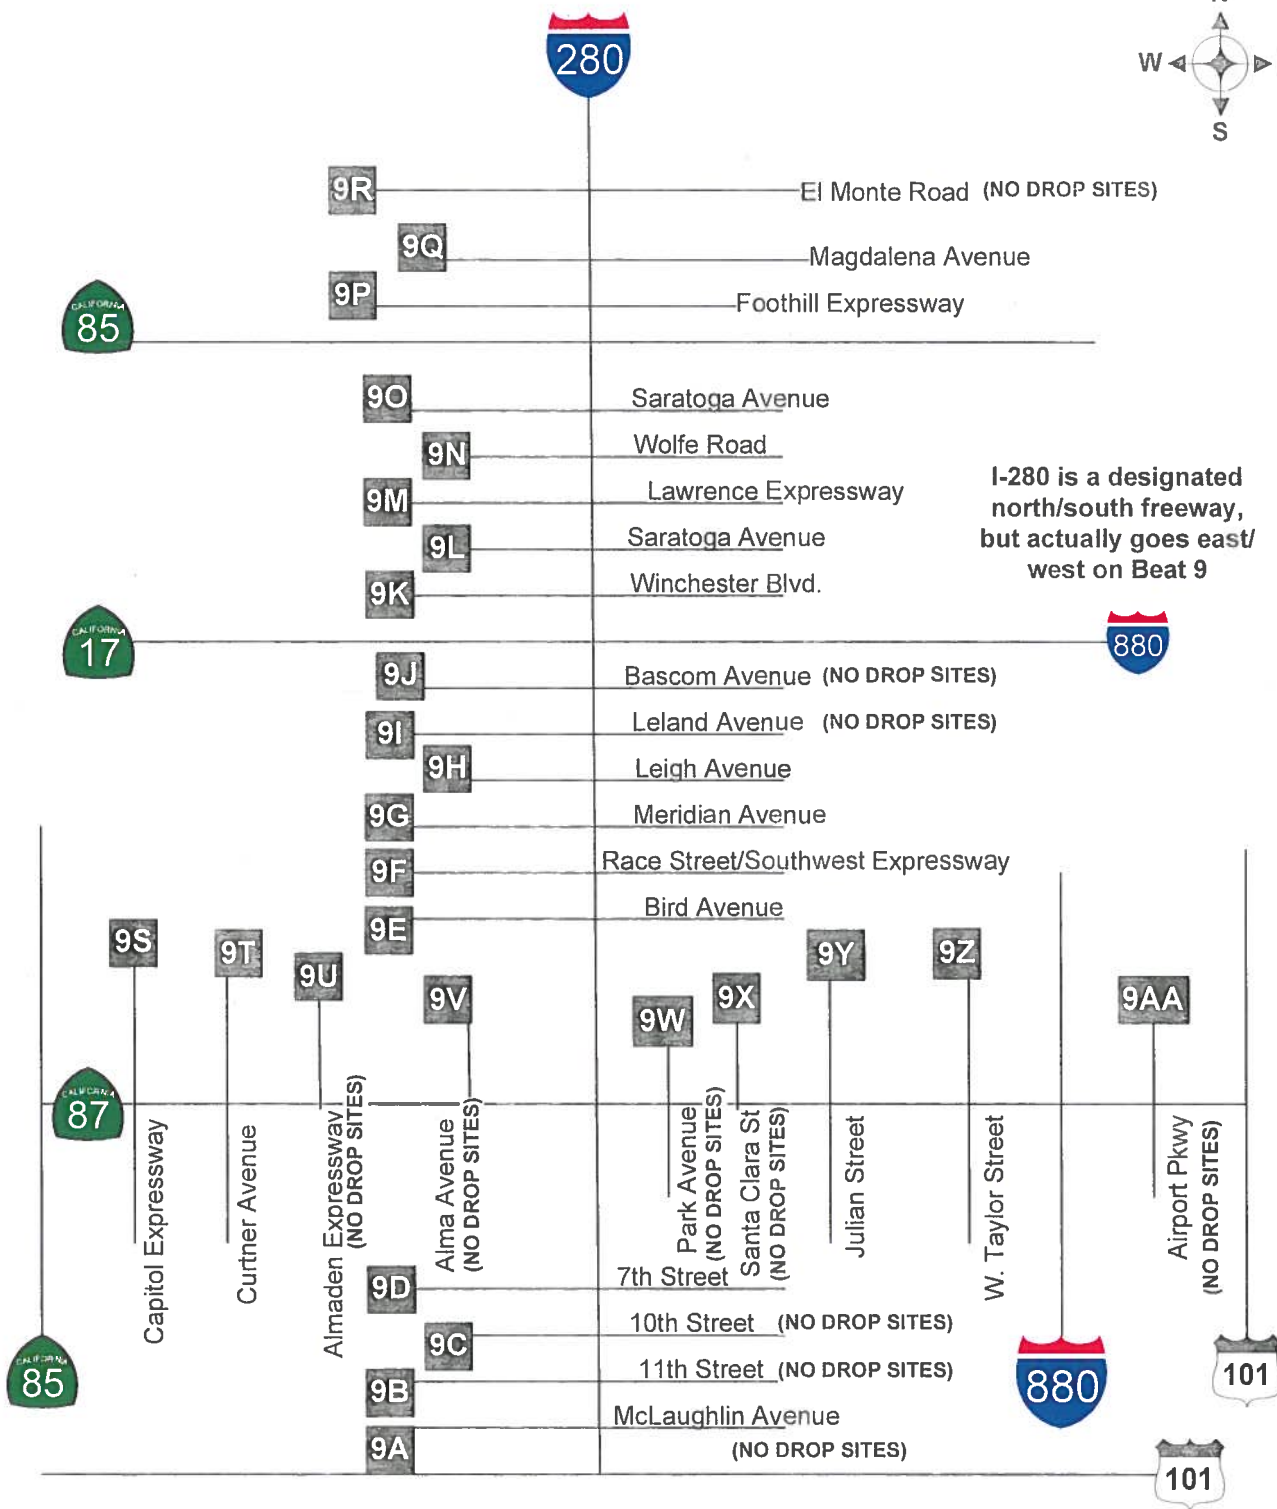 280
W
S
9R
El Monte Road (NO DROP SITES)
9Q
Magdalena Avenue
9P
Foothill Expressway
CALIFORNIA
85
9O
Saratoga Avenue
9N
Wolfe Road
9M
Lawrence Expressway
9L
Saratoga Avenue
9K
Winchester Blvd.
I-280 is a designated
north/south freeway,
but actually goes east/
west on Beat 9
CALIFORNIA
17
880
9J
Bascom Avenue (NO DROP SITES)
9I
Leland Avenue (NO DROP SITES)
9H
Leigh Avenue
9G
Meridian Avenue
9F
Race Street/Southwest Expressway
9E
Bird Avenue
9S
9T
9U
9V
9W
9X
9Y
9Z
9AA
CALIFORNIA
87
Capitol Expressway
Curtner Avenue
Almaden Expressway
(NO DROP SITES)
Alma Avenue
(NO DROP SITES)
Park Avenue
(NO DROP SITES)
Santa Clara St
(NO DROP SITES)
Julian Street
W. Taylor Street
Airport Pkwy
(NO DROP SITES)
9D
7th Street
9C
10th Street (NO DROP SITES)
9B
11th Street (NO DROP SITES)
9A
McLaughlin Avenue
(NO DROP SITES)
CALIFORNIA
85
880
101
101